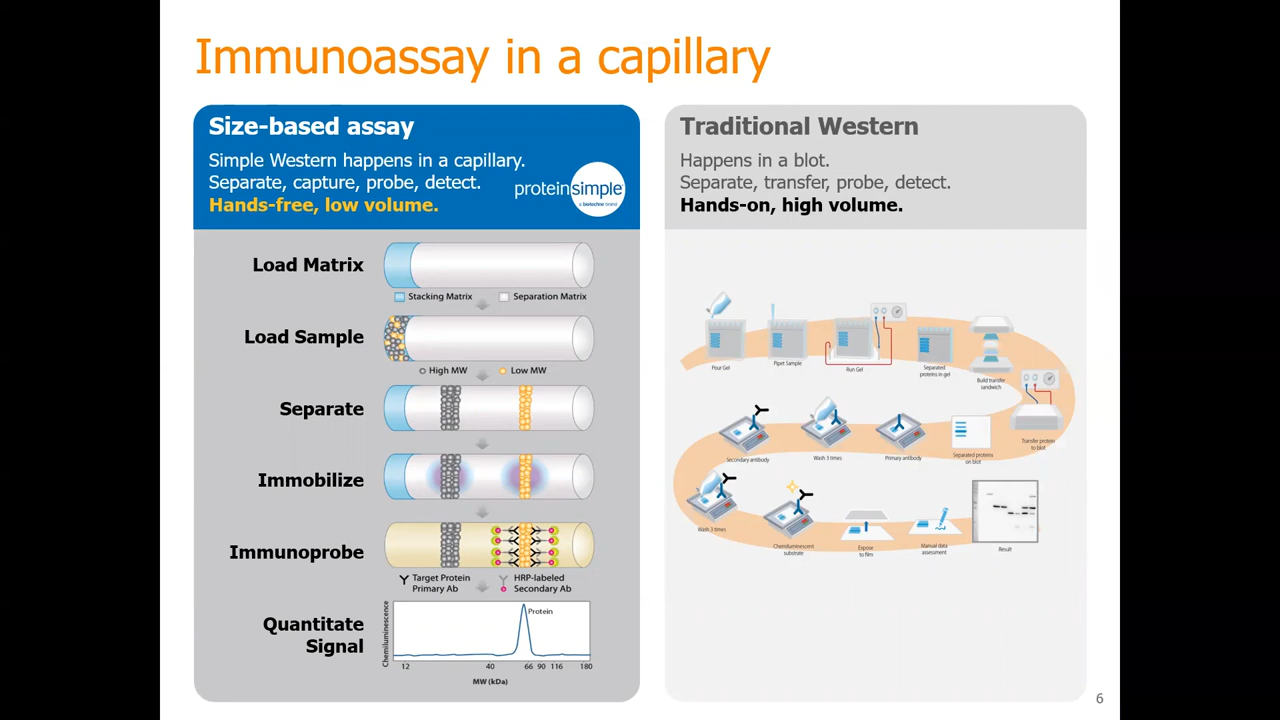 Immunoassay in a capillary
Size-based assay
Simple Western happens in a capillary.
Separate, capture, probe, detect.
Hands-free, low volume.
proteinsimple
a biotechne brand
Load Matrix
Stacking Matrix
Separation Matrix
Load Sample
High MW
Low MW
Separate
Immobilize
Immunoprobe
Target Protein
Primary Ab
HRP-labeled
Secondary Ab
Quantitate
Signal
Chemiluminescence
Protein
12 40 66 90 116 180
MW (kDa)
Traditional Western
Happens in a blot.
Separate, transfer, probe, detect.
Hands-on, high volume.
Pour Gel
Pipet Sample
Run Gel
Separated
proteins in gel
Build transfer
sandwich
Transfer protein
to blot
Separated proteins
on blot
Primary antibody
Wash 3 times
Secondary antibody
Wash 3 times
Chemiluminescent
substrate
Expose
to film
Manual data
assessment
Result
6